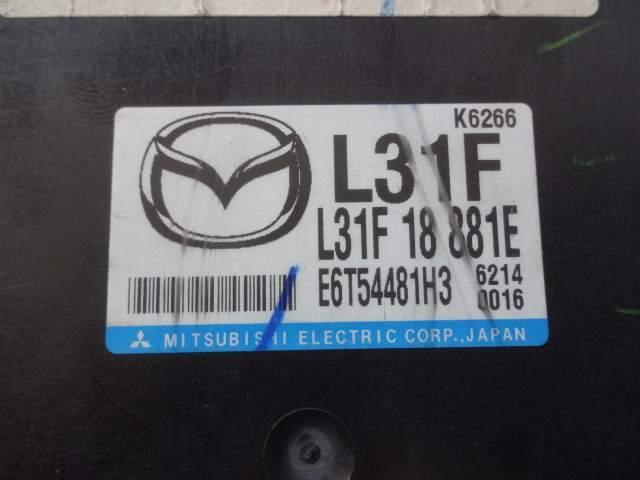 K6266
L31F
L31F 18 881E
E6T54481H3 6214
0016
MITSUBISHI ELECTRIC CORP.,JAPAN